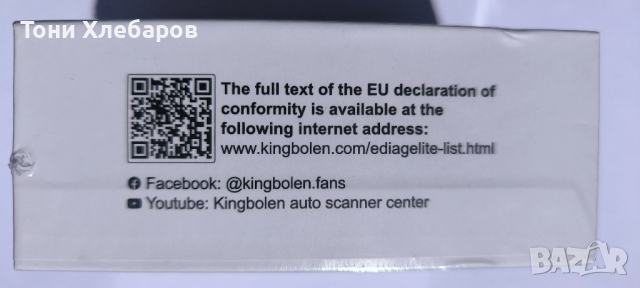 Тони Хлебаров
The full text of the EU declaration of
conformity is available at the
following internet address:
www.kingbolen.com/ediagelite-list.html
Facebook: @kingbolen.fans
Youtube: Kingbolen auto scanner center
BAZAR